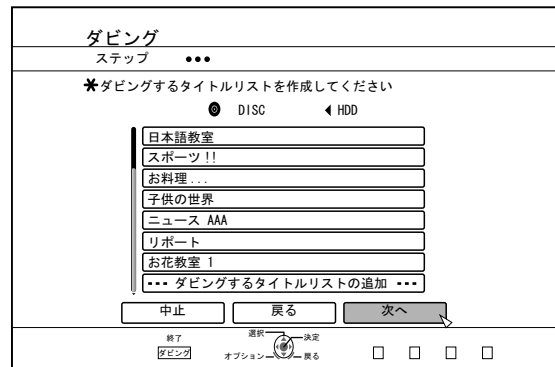 ダビング
ステップ
ダビングするタイトルリストを作成してください
DISC HDD
日本語教室
スポーツ!!
お料理...
子供の世界
ニュース AAA
リポート
お花教室 1
--- ダビングするタイトルリストの追加 ---
中止 戻る 次へ
終了 選択 決定
ダビング オプション 戻る